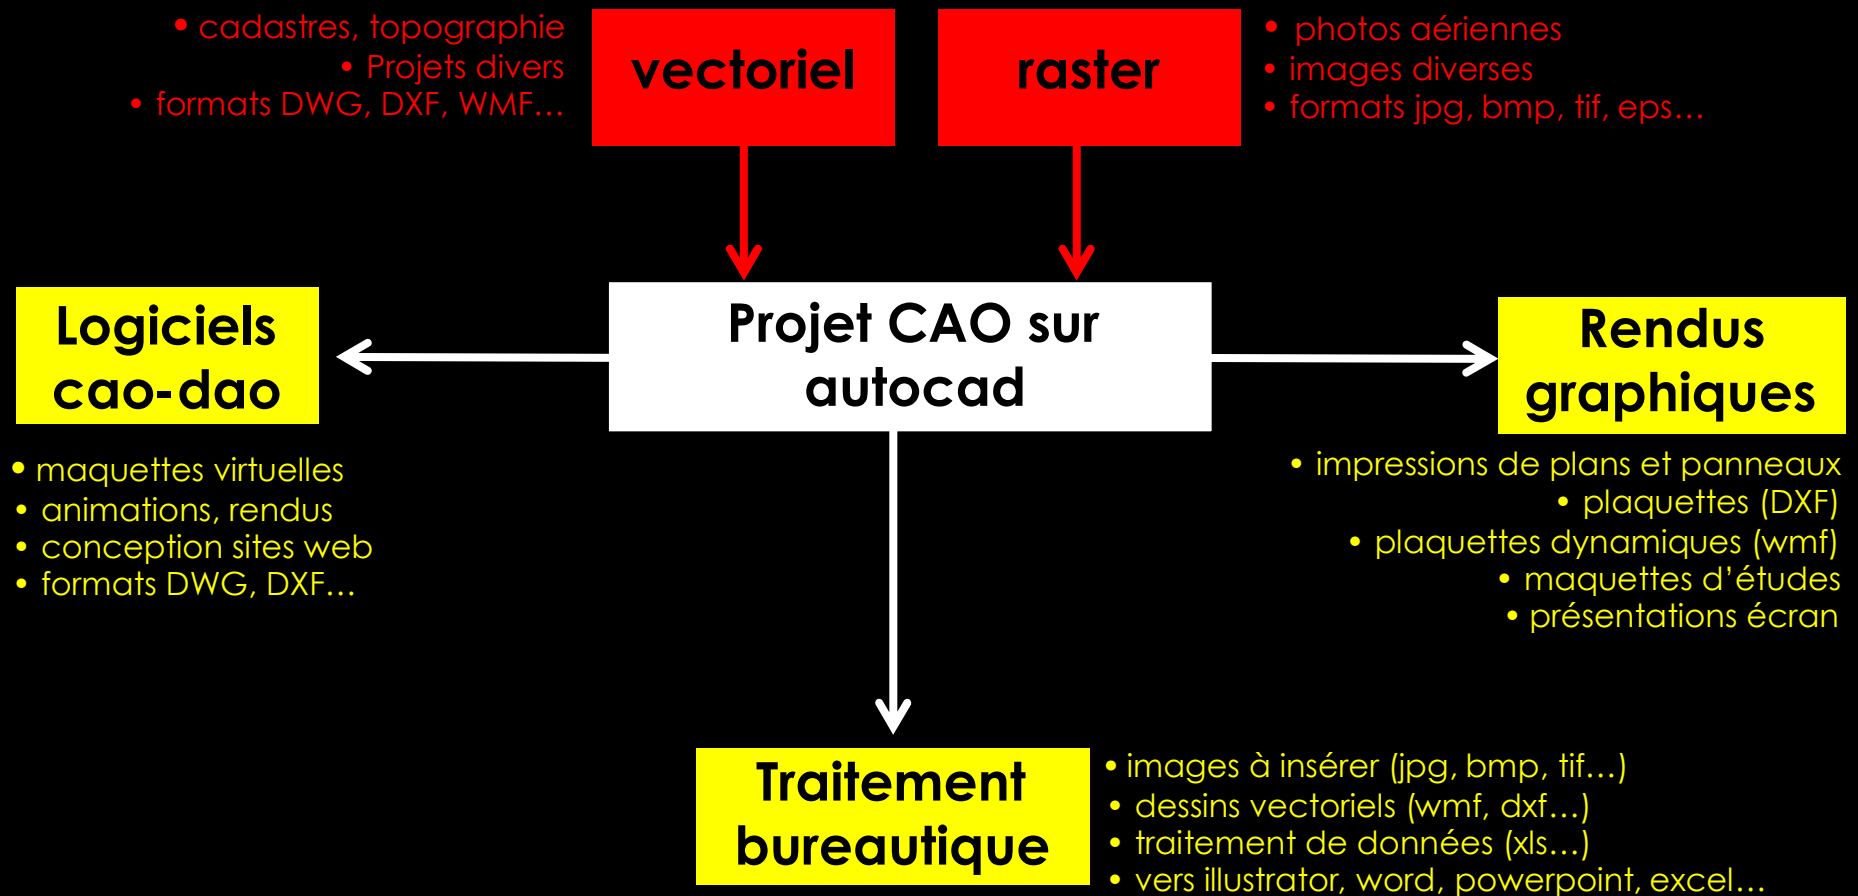 • cadastres, topographie
• Projets divers
• formats DWG, DXF, WMF…
vectoriel
raster
• photos aériennes
• images diverses
• formats jpg, bmp, tif, eps…
Logiciels
cao-dao
• maquettes virtuelles
• animations, rendus
• conception sites web
• formats DWG, DXF…
Projet CAO sur
autocad
Rendus
graphiques
• impressions de plans et panneaux
• plaquettes (DXF)
• plaquettes dynamiques (wmf)
• maquettes d’études
• présentations écran
Traitement
bureautique
• images à insérer (jpg, bmp, tif…)
• dessins vectoriels (wmf, dxf…)
• traitement de données (xls…)
• vers illustrator, word, powerpoint, excel…